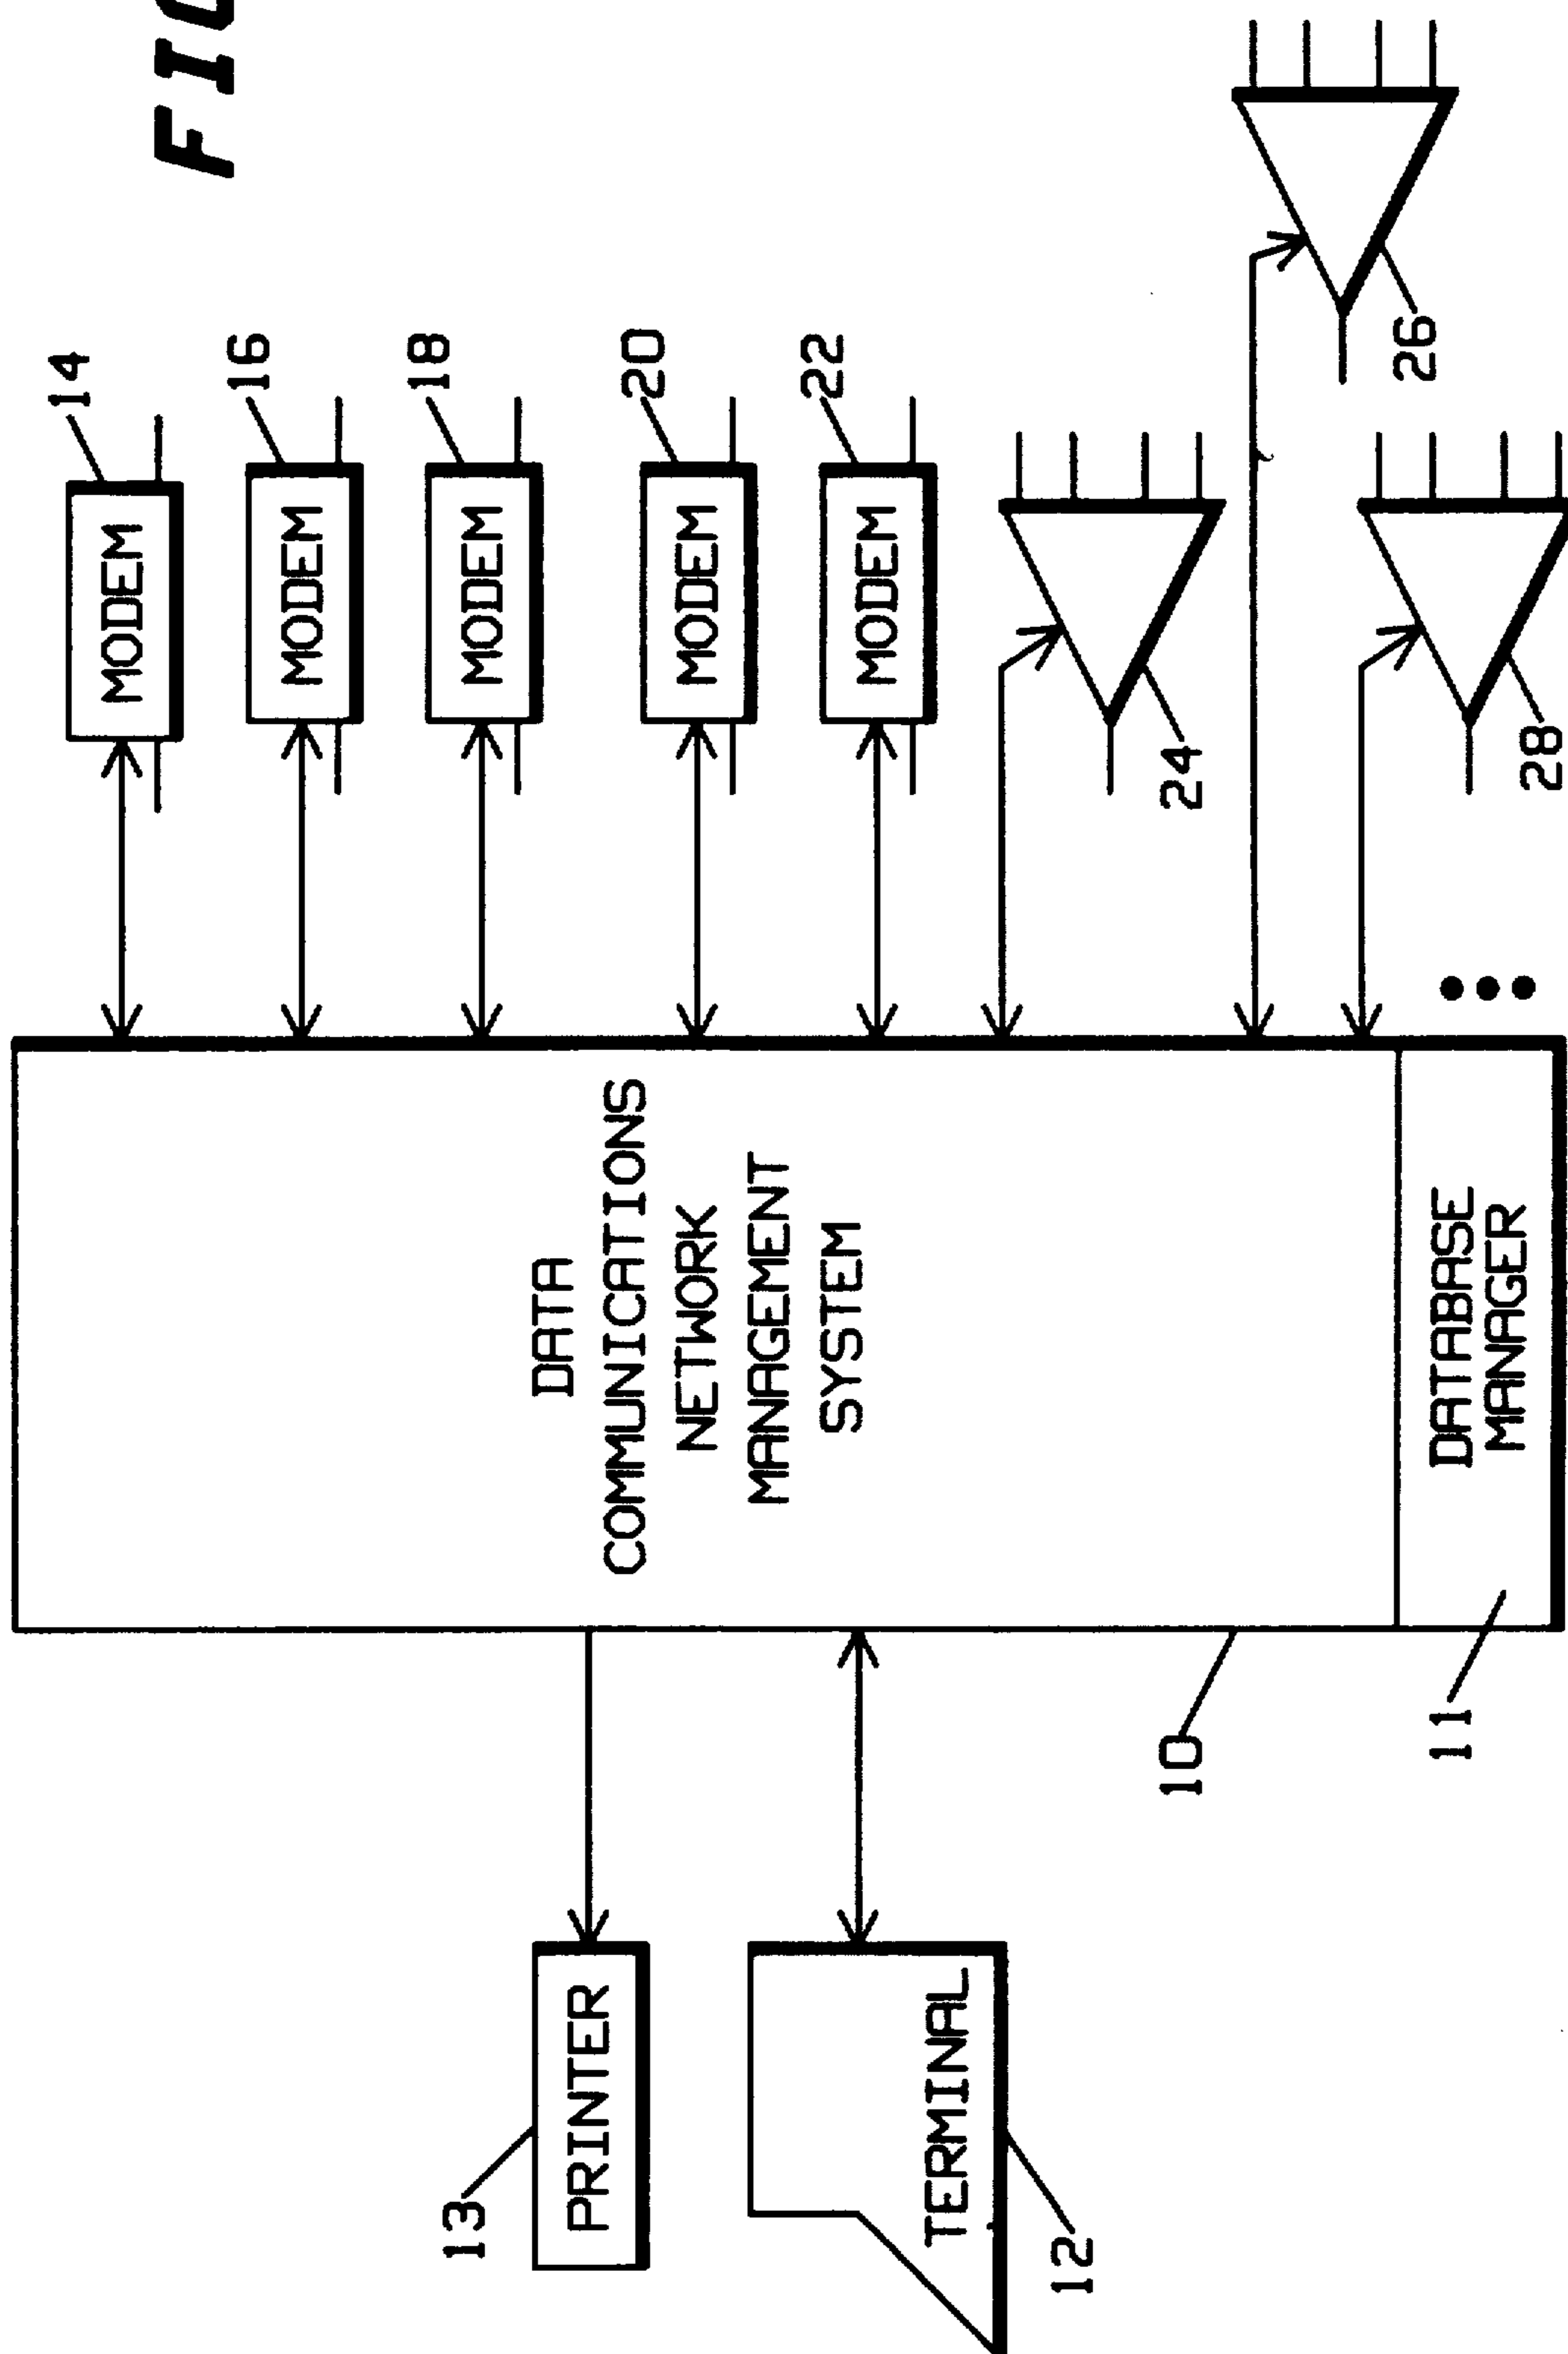 FIG
13
PRINTER
TERMINAL
12
DATA
COMMUNICATIONS
NETWORK
MANAGEMENT
SYSTEM
10
DATABASE
MANAGER
11
MODEM
14
MODEM
16
MODEM
18
MODEM
20
MODEM
22
24
26
28